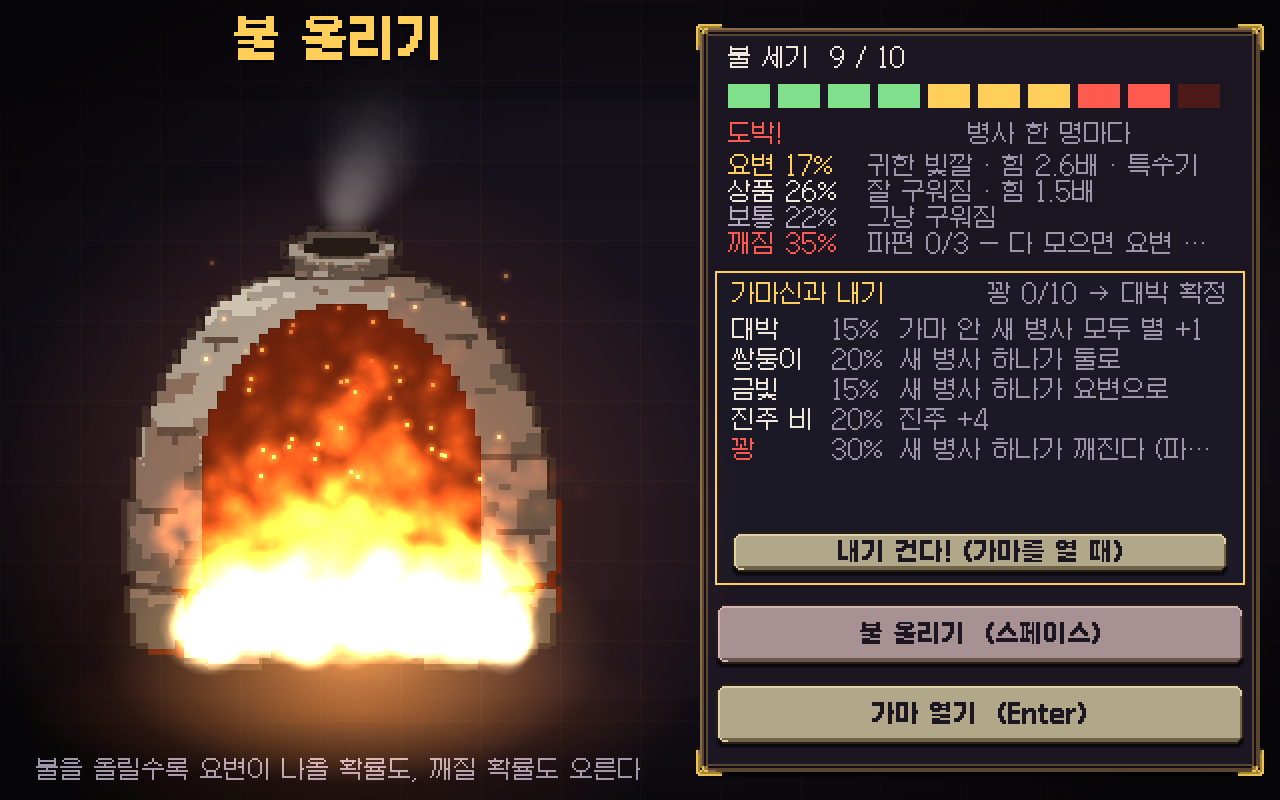 불 올리기
불 세기 9 / 10
도박! 병사 한 명마다
요변 17% 귀한 빛깔 · 힘 2.6배 · 특수기
상품 26% 잘 구워짐 · 힘 1.5배
보통 22% 그냥 구워짐
깨짐 35% 파편 0/3 – 다 모으면 요변 …
가마신과 내기 꽝 0/10 → 대박 확정
대박 15% 가마 안 새 병사 모두 별 +1
쌍둥이 20% 새 병사 하나가 둘로
금빛 15% 새 병사 하나가 요변으로
진주 비 20% 진주 +4
꽝 30% 새 병사 하나가 깨진다 (파…
내기 건다! (가마를 열 때)
불 올리기 (스페이스)
가마 열기 (Enter)
불을 올릴수록 요변이 나올 확률도, 깨질 확률도 오른다